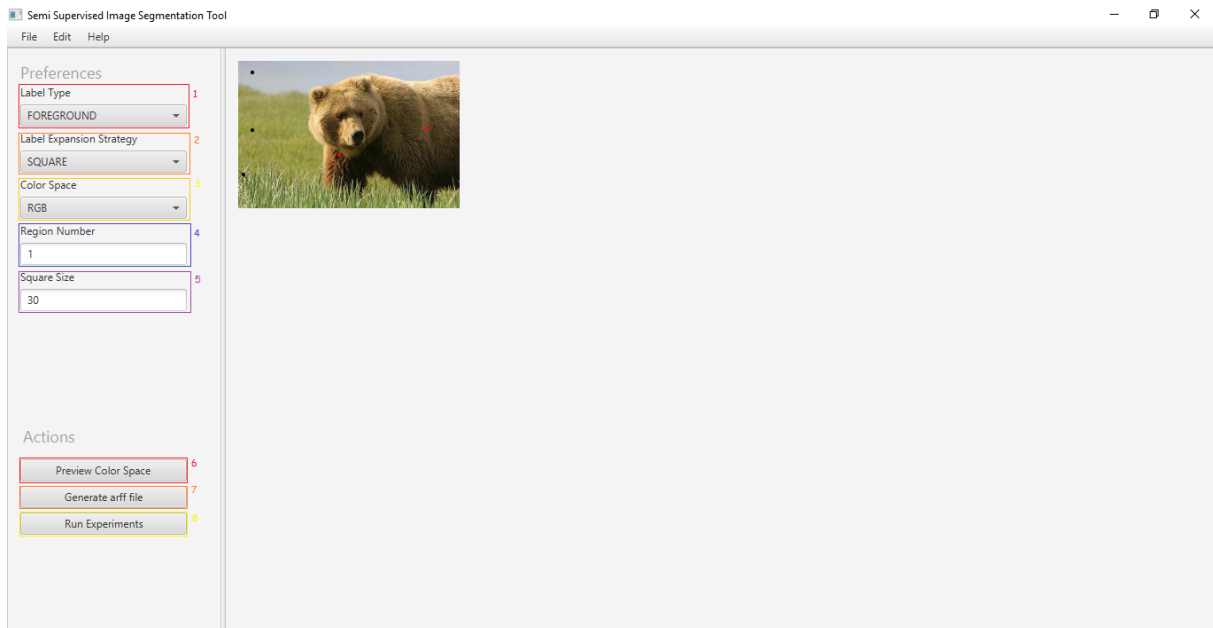 Semi Supervised Image Segmentation Tool
File Edit Help
Preferences
Label Type 1
FOREGROUND
Label Expansion Strategy 2
SQUARE
Color Space 3
RGB
Region Number 4
1
Square Size 5
30
Actions
Preview Color Space 6
Generate arff file 7
Run Experiments 8